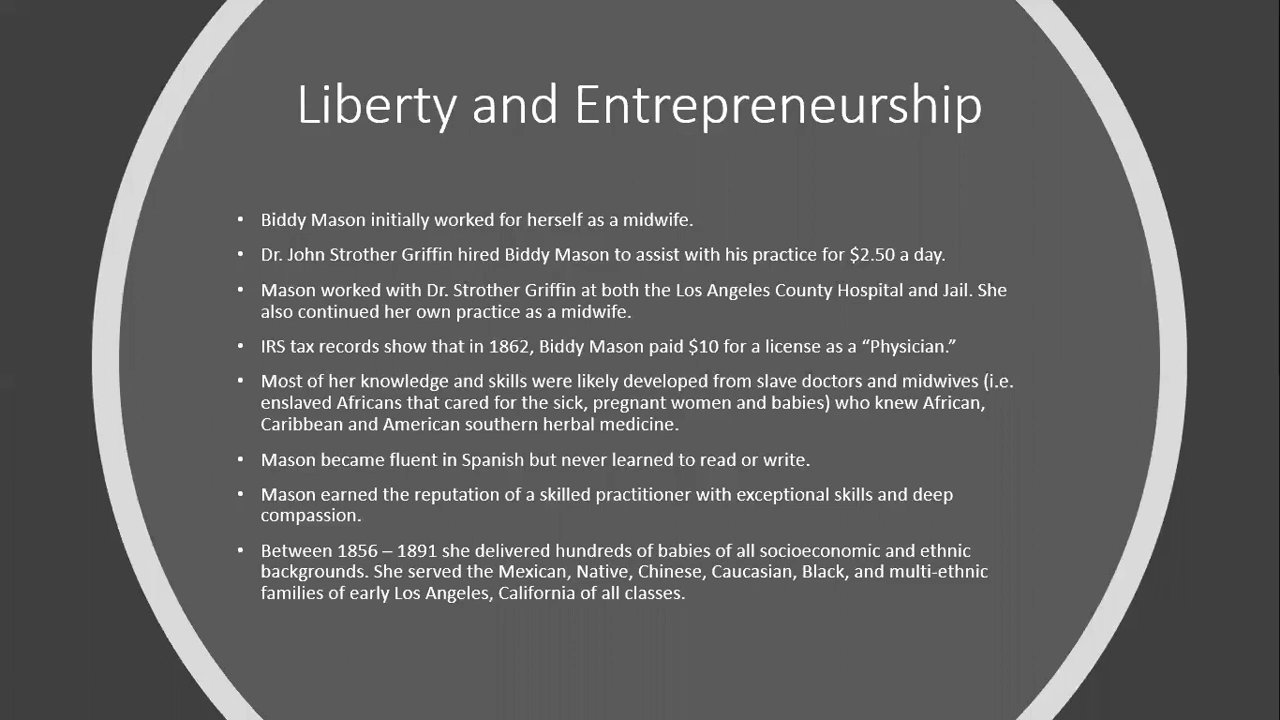 Liberty and Entrepreneurship
• Biddy Mason initially worked for herself as a midwife.
• Dr. John Strother Griffin hired Biddy Mason to assist with his practice for $2.50 a day.
• Mason worked with Dr. Strother Griffin at both the Los Angeles County Hospital and Jail. She
also continued her own practice as a midwife.
• IRS tax records show that in 1862, Biddy Mason paid $10 for a license as a “Physician.”
• Most of her knowledge and skills were likely developed from slave doctors and midwives (i.e.
enslaved Africans that cared for the sick, pregnant women and babies) who knew African,
Caribbean and American southern herbal medicine.
• Mason became fluent in Spanish but never learned to read or write.
• Mason earned the reputation of a skilled practitioner with exceptional skills and deep
compassion.
• Between 1856 – 1891 she delivered hundreds of babies of all socioeconomic and ethnic
backgrounds. She served the Mexican, Native, Chinese, Caucasian, Black, and multi-ethnic
families of early Los Angeles, California of all classes.